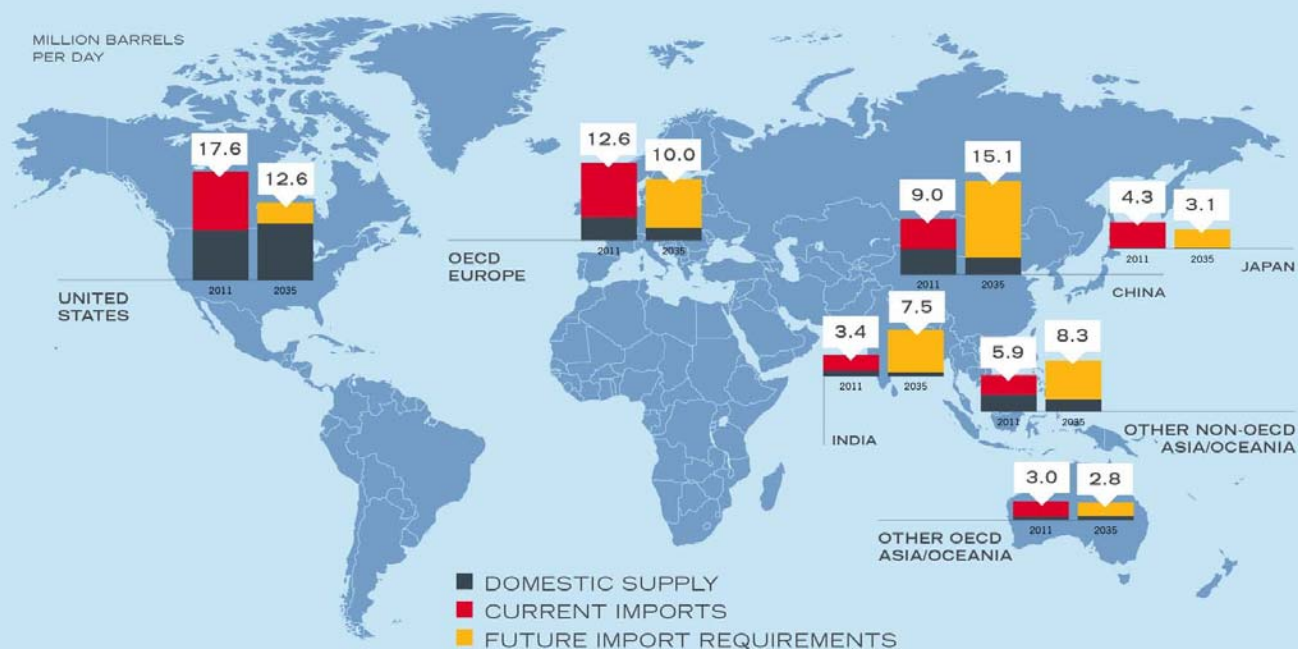 MILLION BARRELS
PER DAY
17.6
12.6
2011
2035
UNITED
STATES
12.6
10.0
2011
2035
OECD
EUROPE
9.0
15.1
2011
2035
CHINA
4.3
3.1
2011
2035
JAPAN
3.4
7.5
2011
2035
INDIA
5.9
8.3
2011
2035
OTHER NON-OECD
ASIA/OCEANIA
3.0
2.8
2011
2035
OTHER OECD
ASIA/OCEANIA
DOMESTIC SUPPLY
CURRENT IMPORTS
FUTURE IMPORT REQUIREMENTS